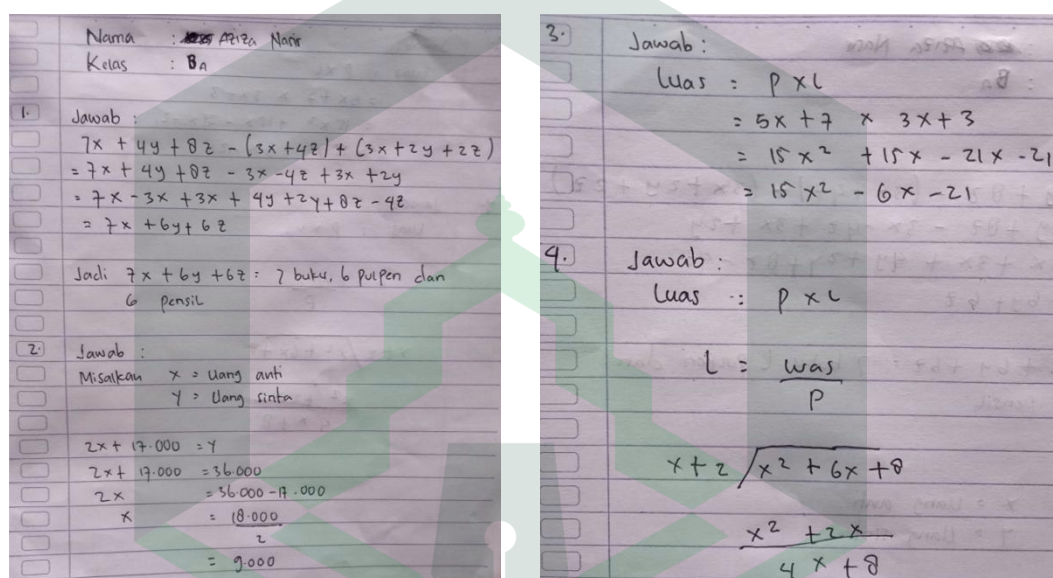 Nama : Aziza Nasir
Kelas : 8A
1. Jawab :
7x + 4y + 8z - (3x + 4z) + (3x + 2y + 2z)
= 7x + 4y + 8z - 3x - 4z + 3x + 2y
= 7x - 3x + 3x + 4y + 2y + 8z - 4z
= 7x + 6y + 6z
Jadi 7x + 6y + 6z = 7 buku, 6 pulpen dan
6 pensil
2. Jawab :
Misalkan x = Uang anti
y = Uang sinta
2x + 17.000 = y
2x + 17.000 = 36.000
2x = 36.000 - 17.000
x = 18.000
2
= 9.000
3. Jawab :
Luas = P x L
= 5x + 7 x 3x + 3
= 15x² + 15x - 21x - 21
= 15x² - 6x - 21
4. Jawab :
Luas : P x L
L = Luas
P
x + 2 / x² + 6x + 8
x² + 2x
4x + 8